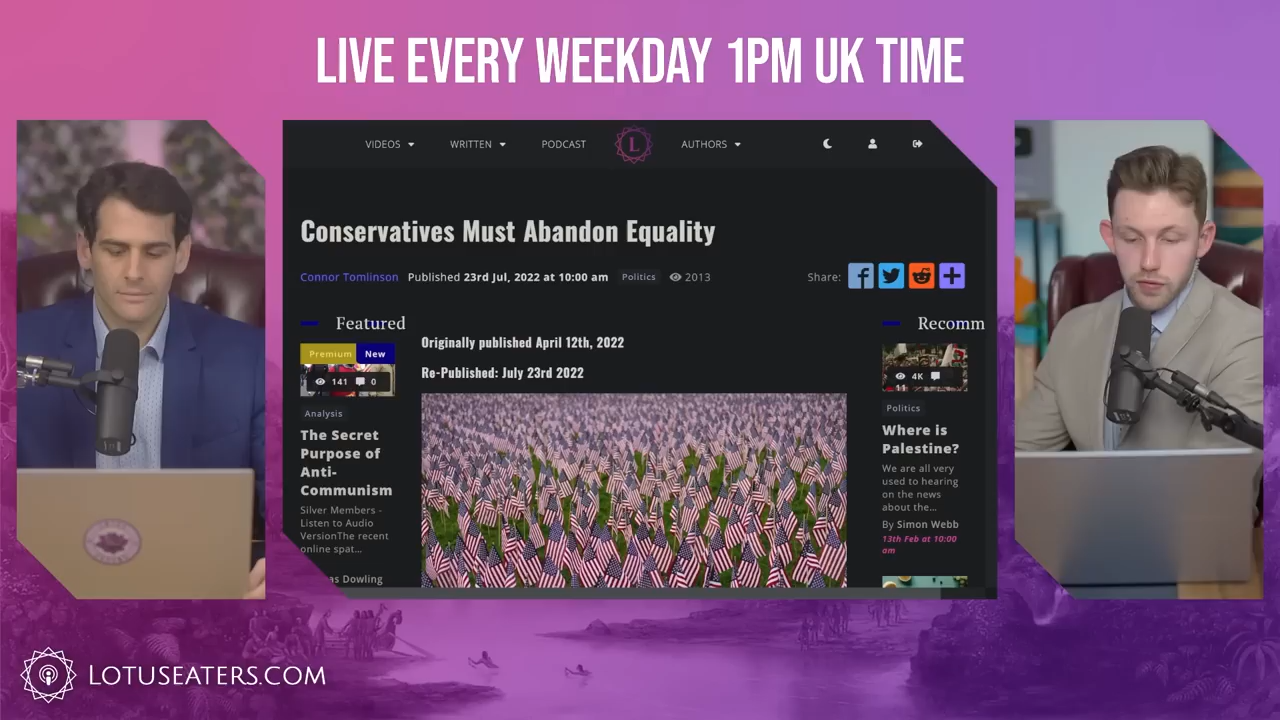 LIVE EVERY WEEKDAY 1PM UK TIME
VIDEOS
WRITTEN
PODCAST
L
AUTHORS
Conservatives Must Abandon Equality
Connor Tomlinson Published 23rd Jul, 2022 at 10:00 am Politics 2013
Share:
Featured
Premium New
141 0
Analysis
The Secret
Purpose of
Anti-
Communism
Silver Members -
Listen to Audio
VersionThe recent
online spat...
as Dowling
Originally published April 12th, 2022
Re-Published: July 23rd 2022
Recomm
4K
11
Politics
Where is
Palestine?
We are all very
used to hearing
on the news
about the...
By Simon Webb
13th Feb at 10:00
am
LOTUSEATERS.COM